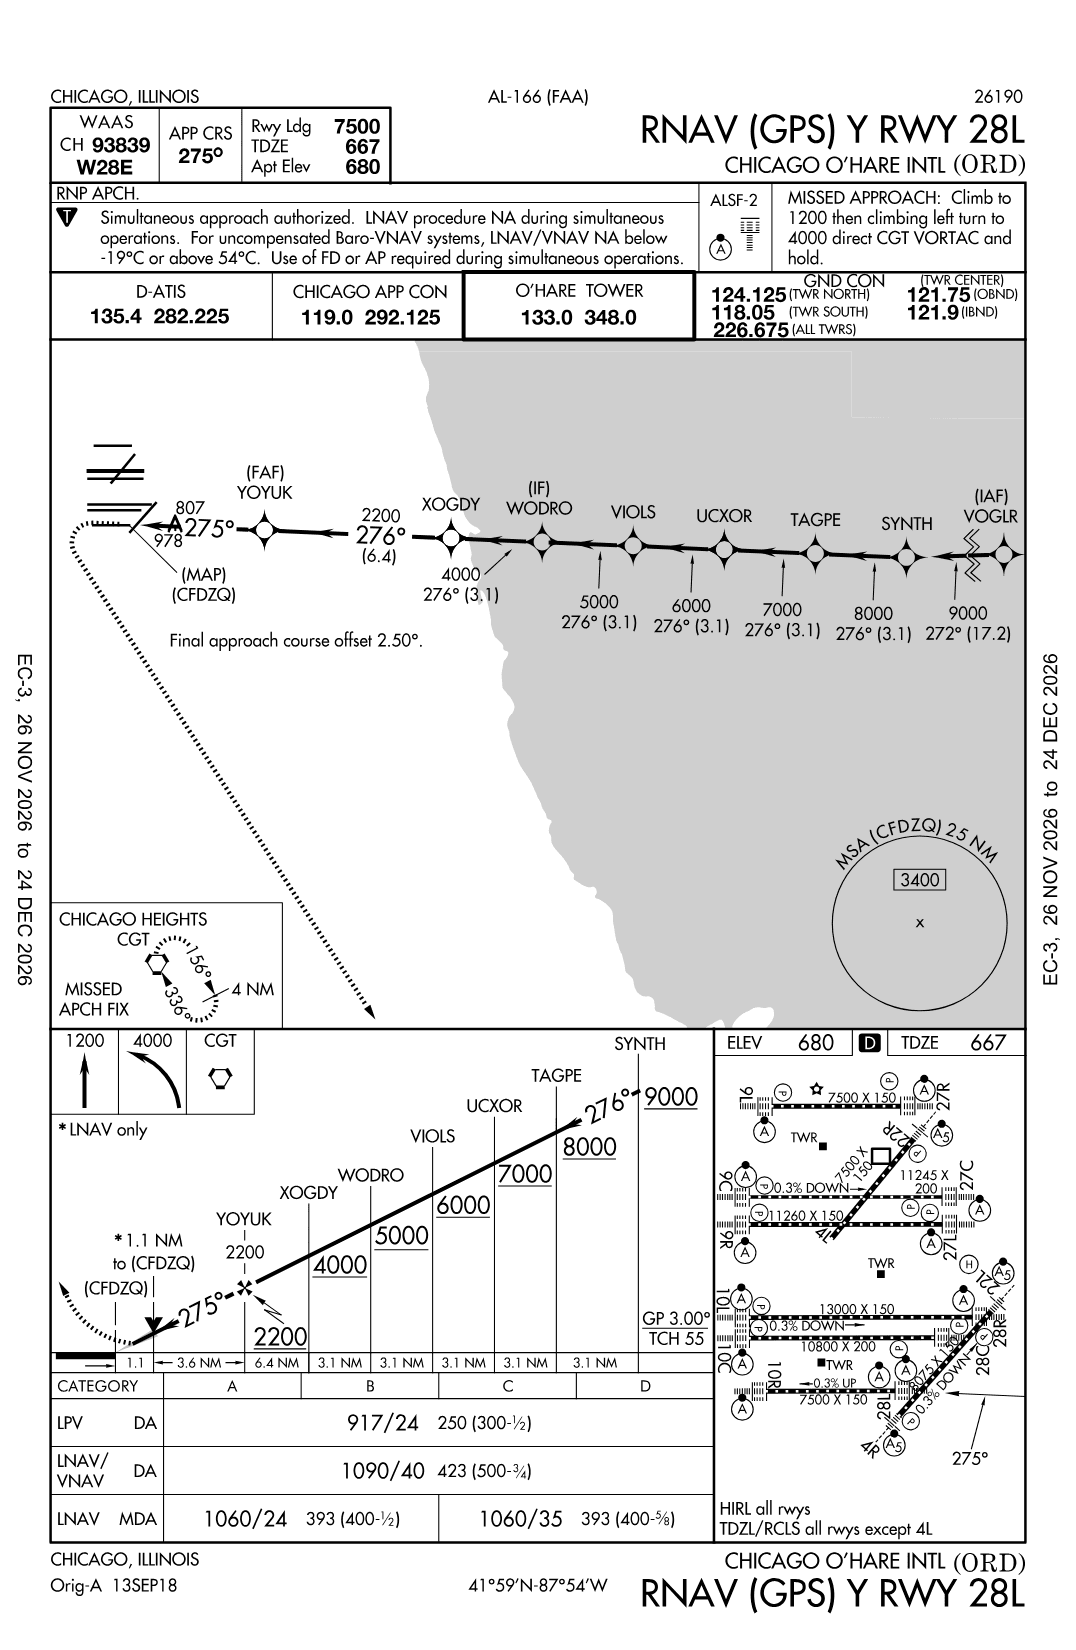 CHICAGO, ILLINOIS
AL-166 (FAA)
26190
WAAS
CH 93839
W28E
APP CRS
275°
Rwy Ldg 7500
TDZE 667
Apt Elev 680
RNAV (GPS) Y RWY 28L
CHICAGO O'HARE INTL (ORD)
RNP APCH.
T
Simultaneous approach authorized. LNAV procedure NA during simultaneous
operations. For uncompensated Baro-VNAV systems, LNAV/VNAV NA below
-19°C or above 54°C. Use of FD or AP required during simultaneous operations.
ALSF-2
A
MISSED APPROACH: Climb to
1200 then climbing left turn to
4000 direct CGT VORTAC and
hold.
D-ATIS
135.4 282.225
CHICAGO APP CON
119.0 292.125
O'HARE TOWER
133.0 348.0
GND CON
124.125 (TWR NORTH)
118.05 (TWR SOUTH)
226.675 (ALL TWRS)
(TWR CENTER)
121.75 (OBND)
121.9 (IBND)
(FAF)
YOYUK
XOGDY
(IF)
WODRO
VIOLS
UCXOR
TAGPE
SYNTH
(IAF)
VOGLR
807
978
275°
2200
276°
(6.4)
4000
276° (3.1)
5000
276° (3.1)
6000
276° (3.1)
7000
276° (3.1)
8000
276° (3.1)
9000
272° (17.2)
(MAP)
(CFDZQ)
Final approach course offset 2.50°.
EC-3, 26 NOV 2026 to 24 DEC 2026
EC-3, 26 NOV 2026 to 24 DEC 2026
MSA (CFDZQ) 25 NM
3400
x
CHICAGO HEIGHTS
CGT
156°
336°
4 NM
MISSED
APCH FIX
1200
4000
CGT
*LNAV only
SYNTH
TAGPE
UCXOR
VIOLS
WODRO
XOGDY
YOYUK
2200
*1.1 NM
to (CFDZQ)
(CFDZQ)
275°
276°
9000
8000
7000
6000
5000
4000
2200
GP 3.00°
TCH 55
1.1
3.6 NM
6.4 NM
3.1 NM
3.1 NM
3.1 NM
3.1 NM
3.1 NM
CATEGORY
A
B
C
D
LPV DA
917/24 250 (300-½)
LNAV/
VNAV DA
1090/40 423 (500-¾)
LNAV MDA
1060/24 393 (400-½)
1060/35 393 (400-⅝)
ELEV 680
D
TDZE 667
9L
P
7500 X 150
P
A
27R
A
TWR
22R
A5
P
7500 X
150
9C
A
P
0.3% DOWN
11245 X
200
27C
A
9R
P
11260 X 150
P
P
A
4L
A
27L
TWR
H
22L
A5
10L
A
P
13000 X 150
A
28R
P
0.3% DOWN
P
P
10C
A
10800 X 200
P
28C
TWR
A
A
8075 X 150
0.3% DOWN
10R
0.3% UP
7500 X 150
28L
A
P
4R
A5
275°
HIRL all rwys
TDZL/RCLS all rwys except 4L
CHICAGO, ILLINOIS
Orig-A 13SEP18
41°59'N-87°54'W
CHICAGO O'HARE INTL (ORD)
RNAV (GPS) Y RWY 28L